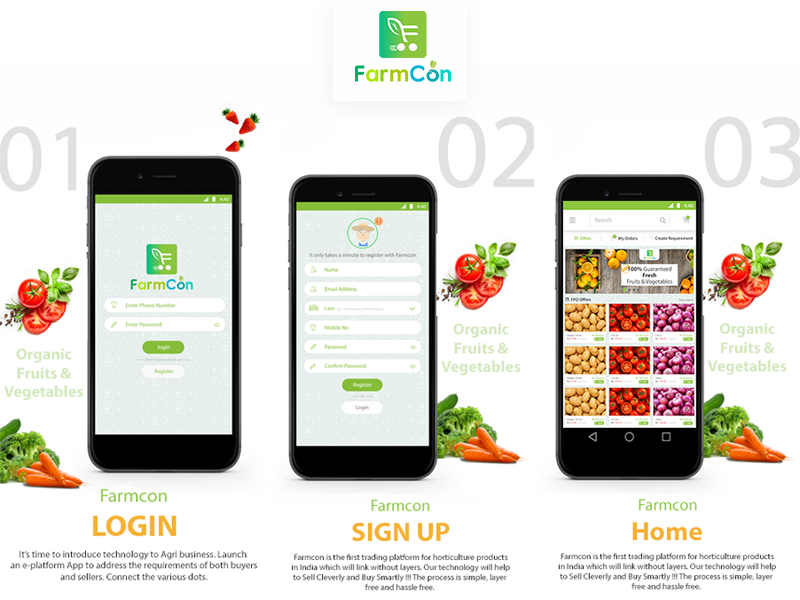 FarmCon
01
02
03
4:40
FarmCon
Enter Phone Number
Enter Password
login
Register
4:40
It only takes a minute to register with Farmcon
Name
Email Address
I am
Mobile No
Password
Confirm Password
Register
Login
4:40
Search
Offers
My Orders
Create Requirement
100% Guaranteed
Fresh
Fruits & Vegetables
FPO Offers
Organic
Fruits &
Vegetables
Organic
Fruits &
Vegetables
Organic
Fruits &
Vegetables
Farmcon
LOGIN
It's time to introduce technology to Agri business. Launch
an e-platform App to address the requirements of both buyers
and sellers. Connect the various dots.
Farmcon
SIGN UP
Farmcon is the first trading platform for horticulture products
in India which will link without layers. Our technology will help
to Sell Cleverly and Buy Smartly !!! The process is simple, layer
free and hassle free.
Farmcon
Home
Farmcon is the first trading platform for horticulture products
in India which will link without layers. Our technology will help
to Sell Cleverly and Buy Smartly !!! The process is simple, layer
free and hassle free.